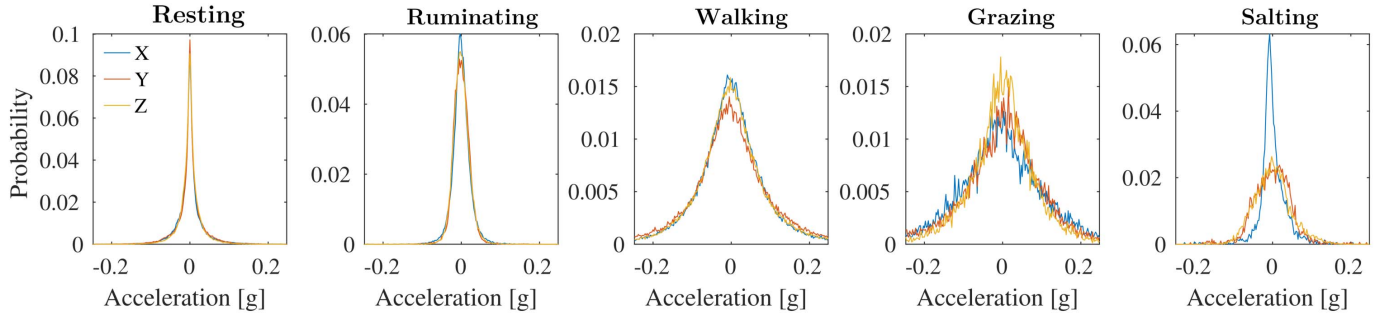 Resting
Ruminating
Walking
Grazing
Salting
Probability
0.1
0.08
0.06
0.04
0.02
0
X
Y
Z
-0.2
0
0.2
Acceleration [g]
0.06
0.04
0.02
0
-0.2
0
0.2
Acceleration [g]
0.02
0.015
0.01
0.005
0
-0.2
0
0.2
Acceleration [g]
0.02
0.015
0.01
0.005
0
-0.2
0
0.2
Acceleration [g]
0.06
0.04
0.02
0
-0.2
0
0.2
Acceleration [g]